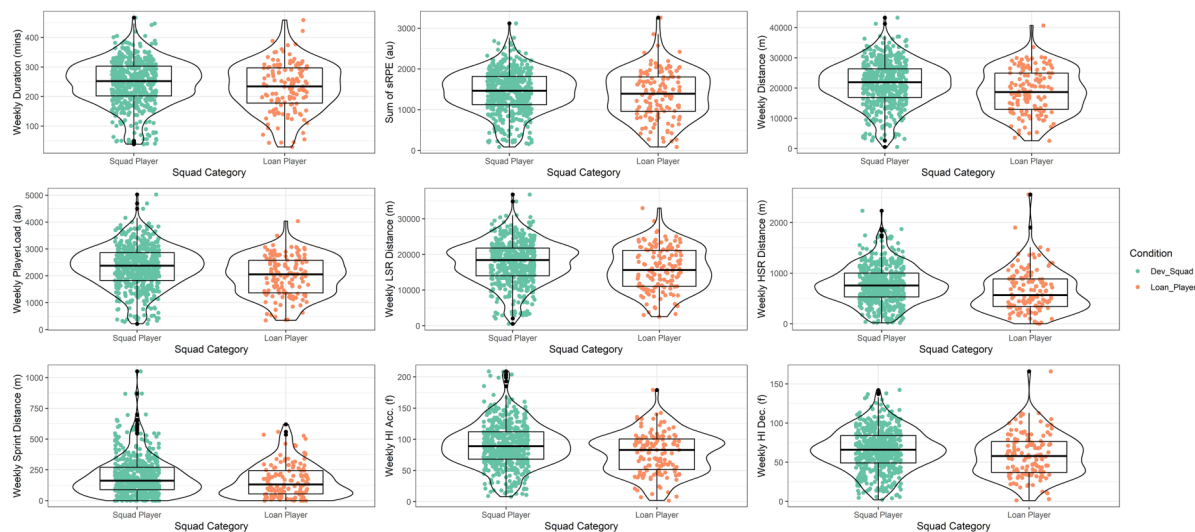 Weekly Duration (mins)
400
300
200
100
Squad Player
Loan Player
Squad Category
Sum of sRPE (au)
3000
2000
1000
0
Squad Player
Loan Player
Squad Category
Weekly Distance (m)
40000
30000
20000
10000
0
Squad Player
Loan Player
Squad Category
Weekly PlayerLoad (au)
5000
4000
3000
2000
1000
0
Squad Player
Loan Player
Squad Category
Weekly LSR Distance (m)
30000
20000
10000
0
Squad Player
Loan Player
Squad Category
Weekly HSR Distance (m)
2000
1000
0
Squad Player
Loan Player
Squad Category
Condition
Dev_Squad
Loan_Player
Weekly Sprint Distance (m)
1000
750
500
250
0
Squad Player
Loan Player
Squad Category
Weekly HI Acc. (f)
200
150
100
50
0
Squad Player
Loan Player
Squad Category
Weekly HI Dec. (f)
150
100
50
0
Squad Player
Loan Player
Squad Category